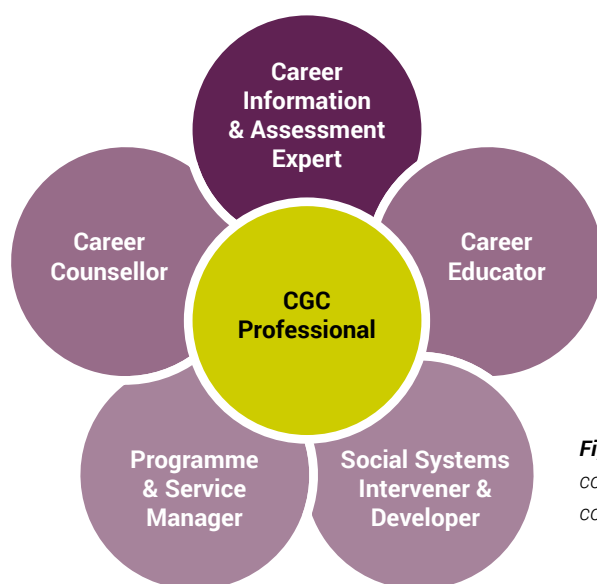 Career
Information
& Assessment
Expert
Career
Counsellor
Career
Educator
CGC
Professional
Programme
& Service
Manager
Social Systems
Intervener &
Developer